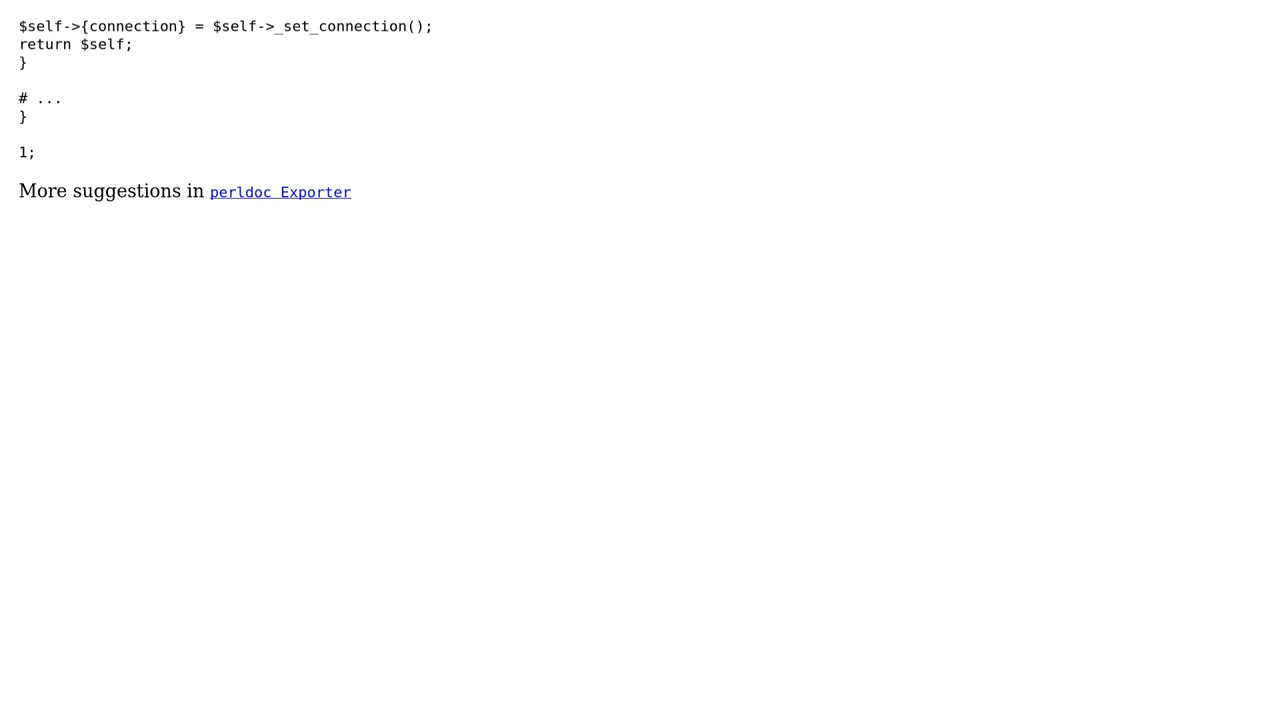 $self->{connection} = $self->_set_connection();
return $self;
}

# ...
}

1;

More suggestions in perldoc Exporter